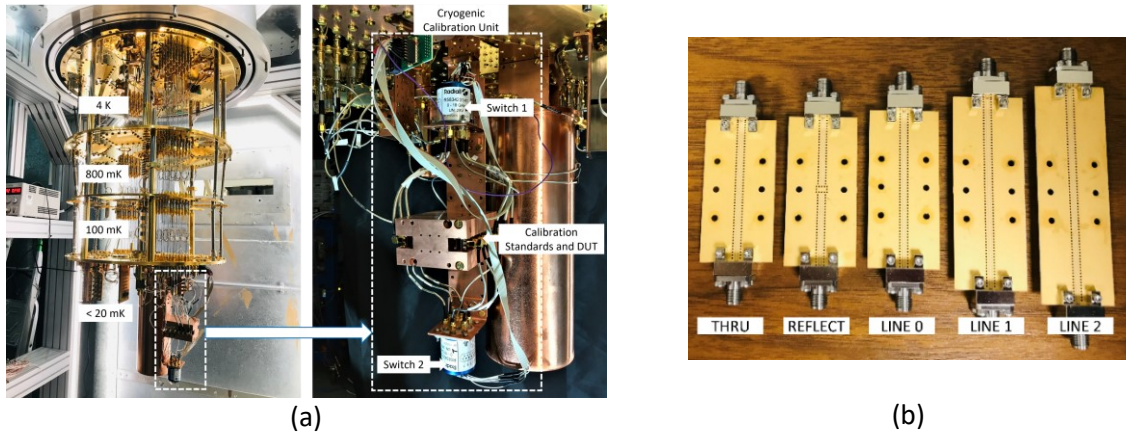 4 K
800 mK
100 mK
< 20 mK
Cryogenic
Calibration Unit
Radiall
Switch 1
Calibration
Standards and DUT
Switch 2
(a)
THRU
REFLECT
LINE 0
LINE 1
LINE 2
(b)